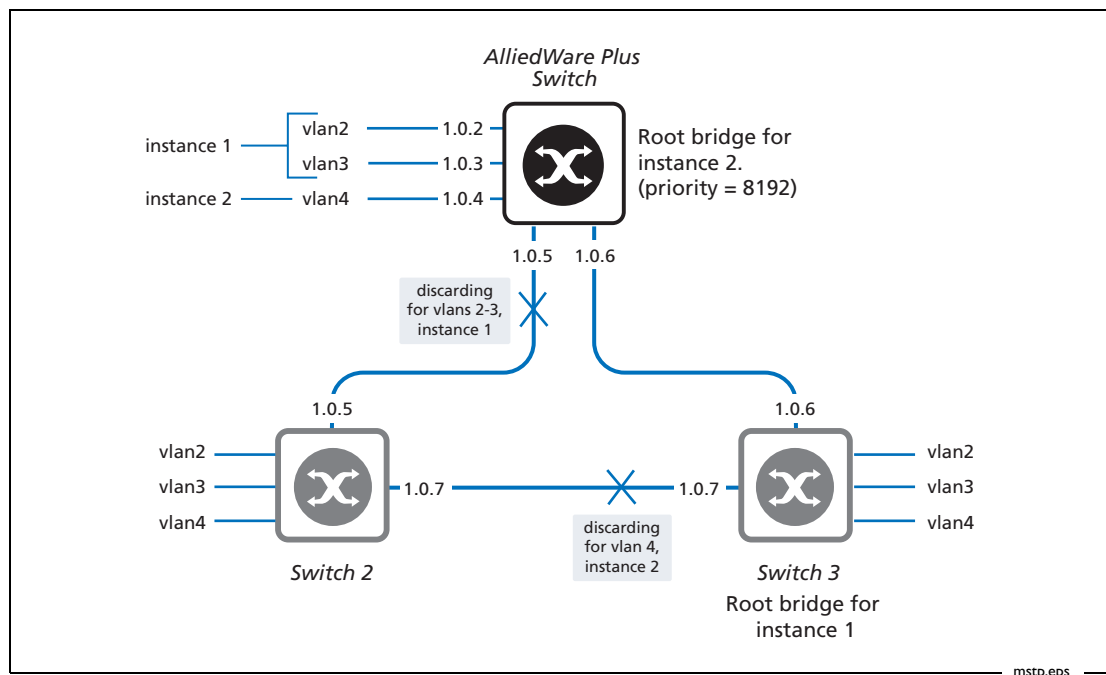 AlliedWare Plus
Switch
instance 1
vlan2
1.0.2
vlan3
1.0.3
instance 2
vlan4
1.0.4
Root bridge for
instance 2.
(priority = 8192)
1.0.5
1.0.6
discarding
for vlans 2-3,
instance 1
1.0.5
1.0.6
vlan2
vlan3
vlan4
1.0.7
1.0.7
vlan2
vlan3
vlan4
discarding
for vlan 4,
instance 2
Switch 2
Switch 3
Root bridge for
instance 1
mstp.eps